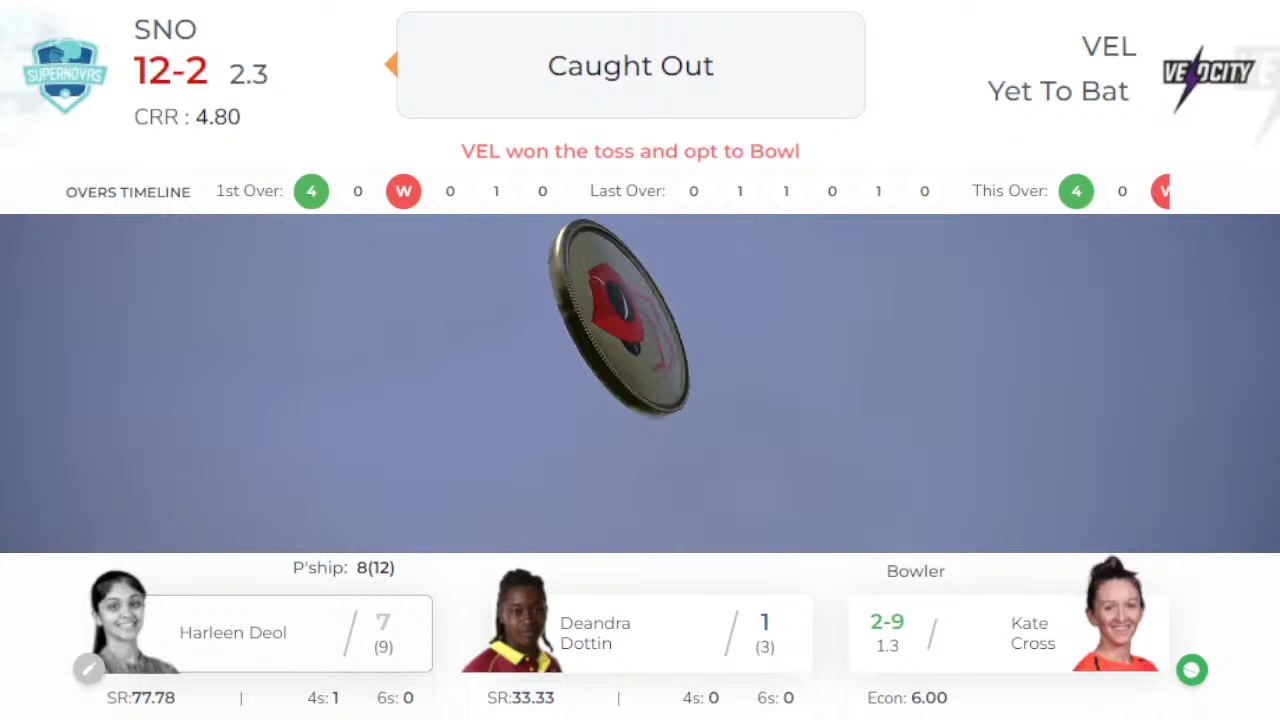 SNO
12-2 2.3
CRR : 4.80
SUPERNOVAS
Caught Out
VEL
Yet To Bat
VELOCITY
VEL won the toss and opt to Bowl
OVERS TIMELINE 1st Over: 4 0 W 0 1 0 Last Over: 0 1 1 0 1 0 This Over: 4 0 W
P'ship: 8(12)
Harleen Deol / 7
(9)
SR:77.78 | 4s: 1 6s: 0
Deandra
Dottin / 1
(3)
SR:33.33 | 4s: 0 6s: 0
Bowler
2-9
1.3 / Kate
Cross
Econ: 6.00